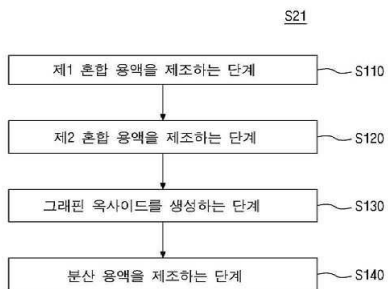 S21
제1 혼합 용액을 제조하는 단계 S110
제2 혼합 용액을 제조하는 단계 S120
그래핀 옥사이드를 생성하는 단계 S130
분산 용액을 제조하는 단계 S140